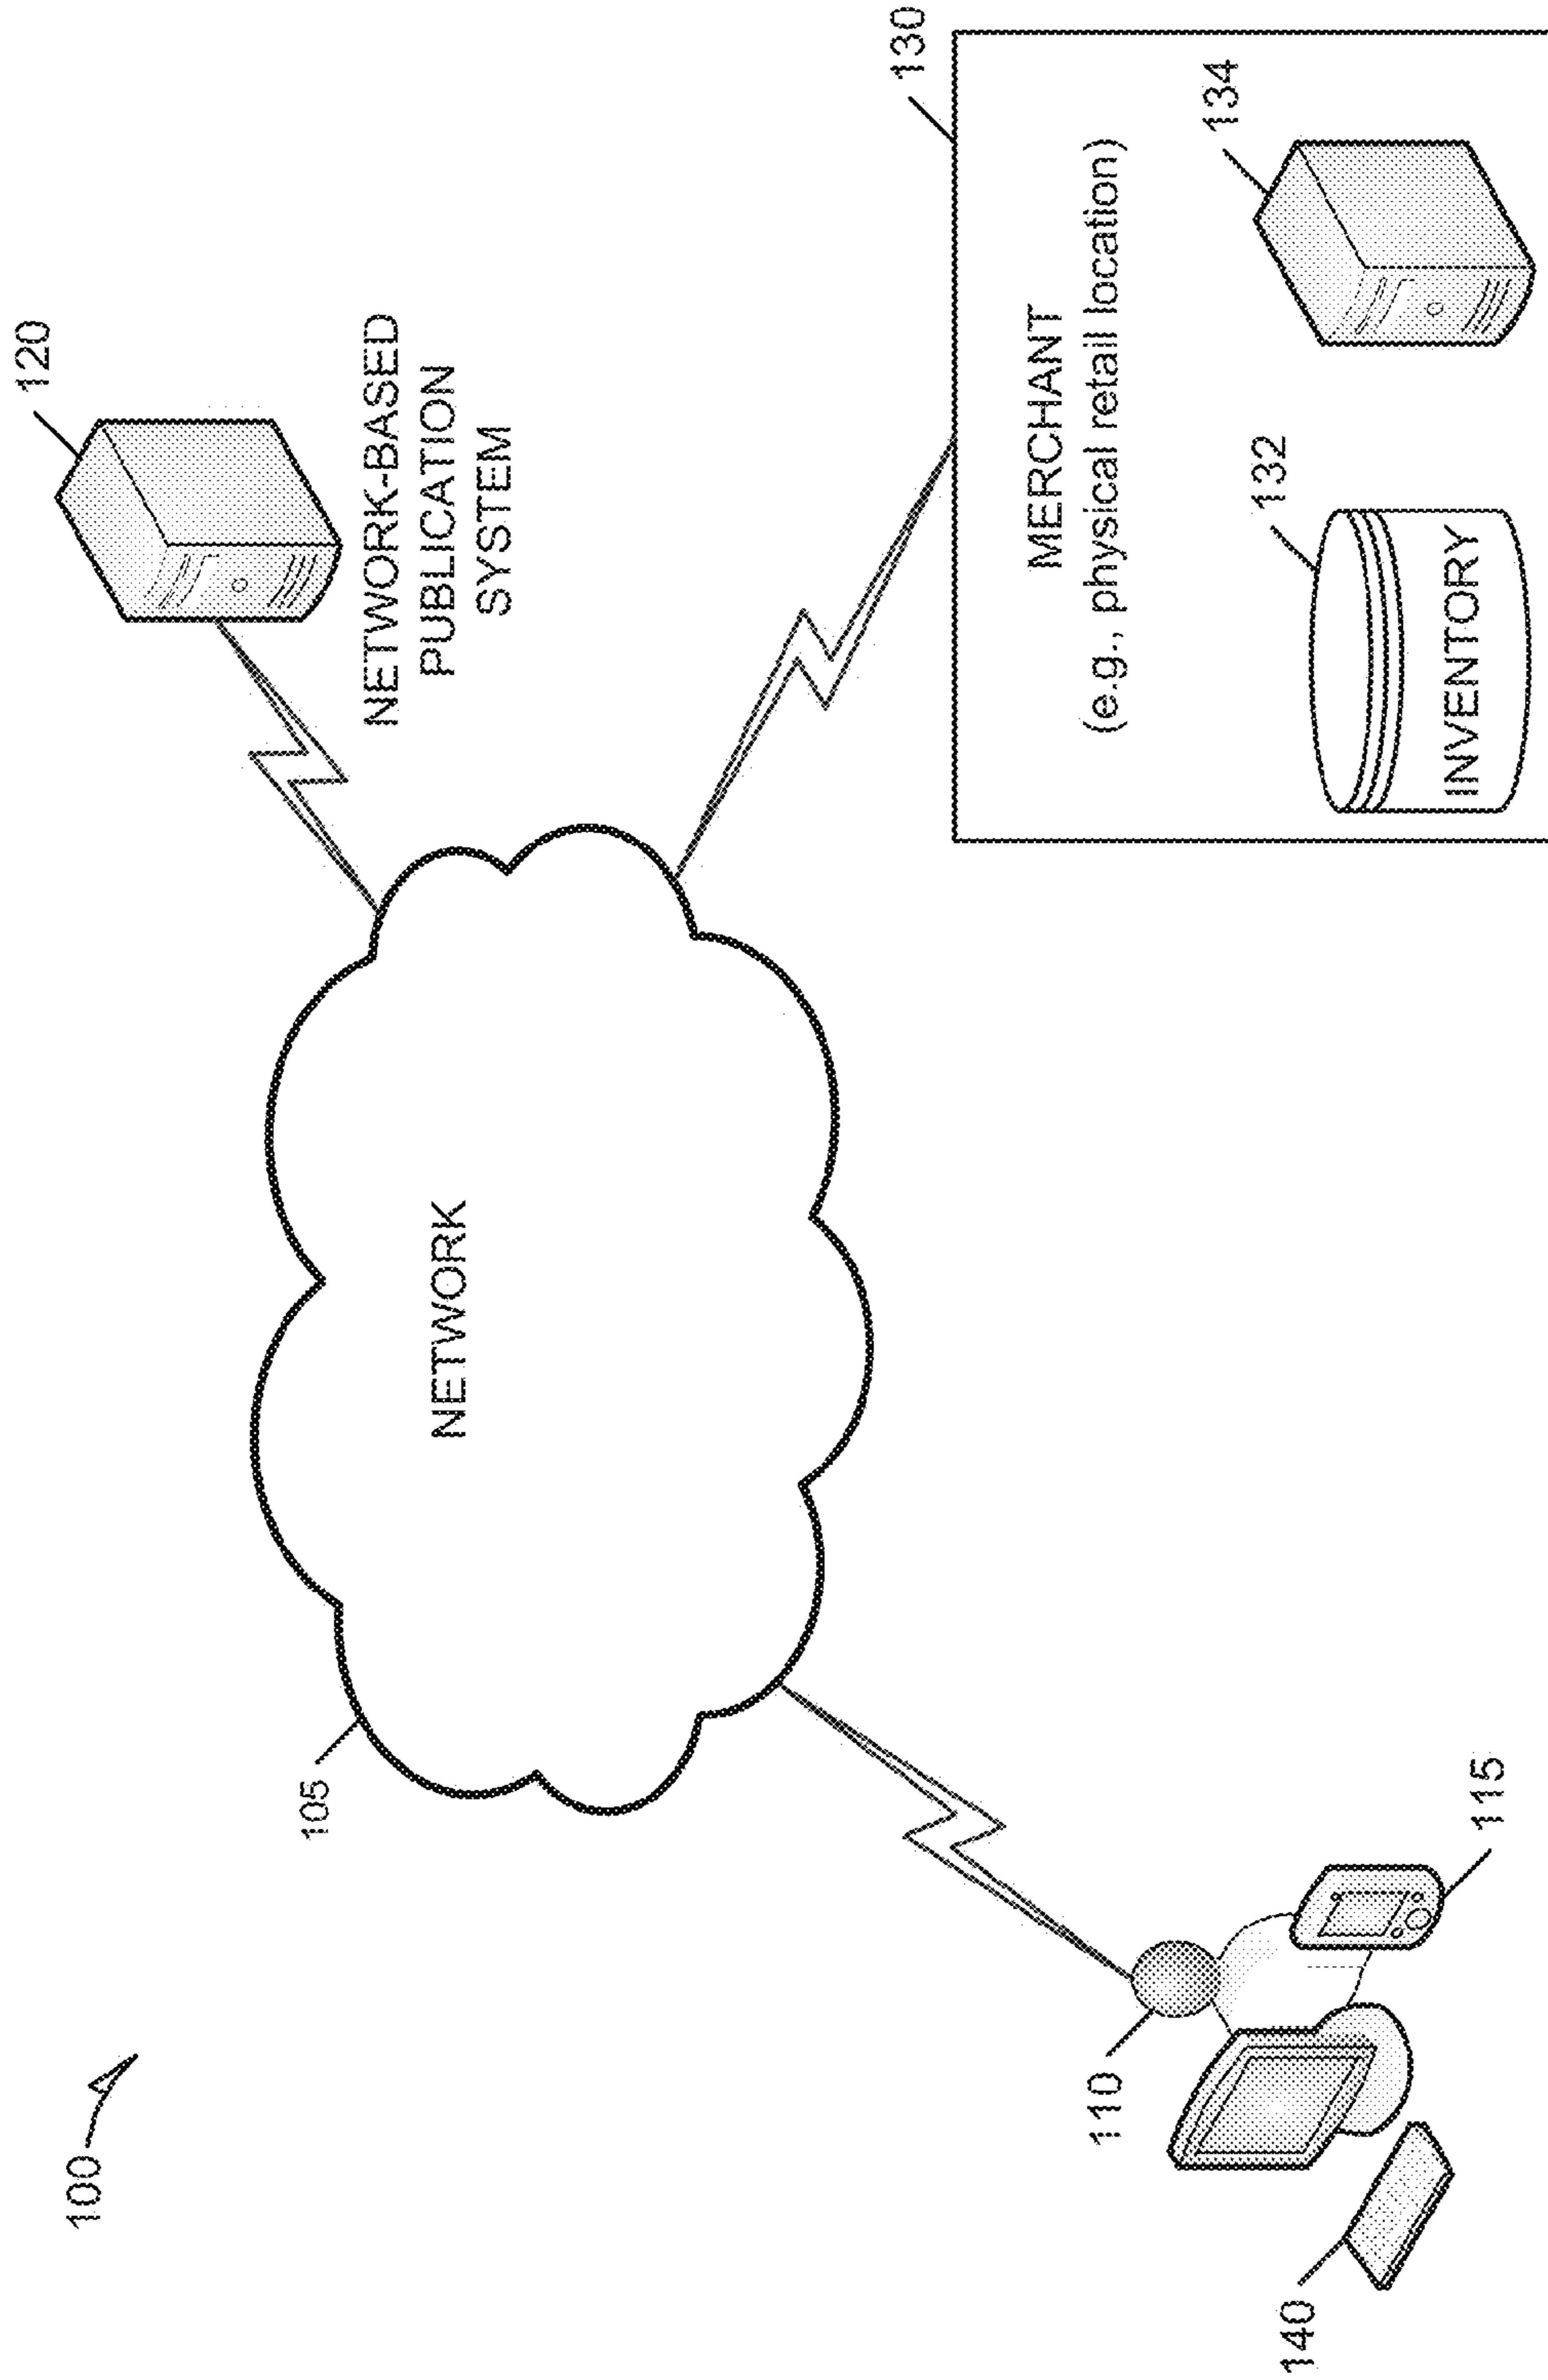 100
120
NETWORK-BASED
PUBLICATION
SYSTEM
105
NETWORK
130
MERCHANT
(e.g., physical retail location)
132
134
INVENTORY
110
115
140